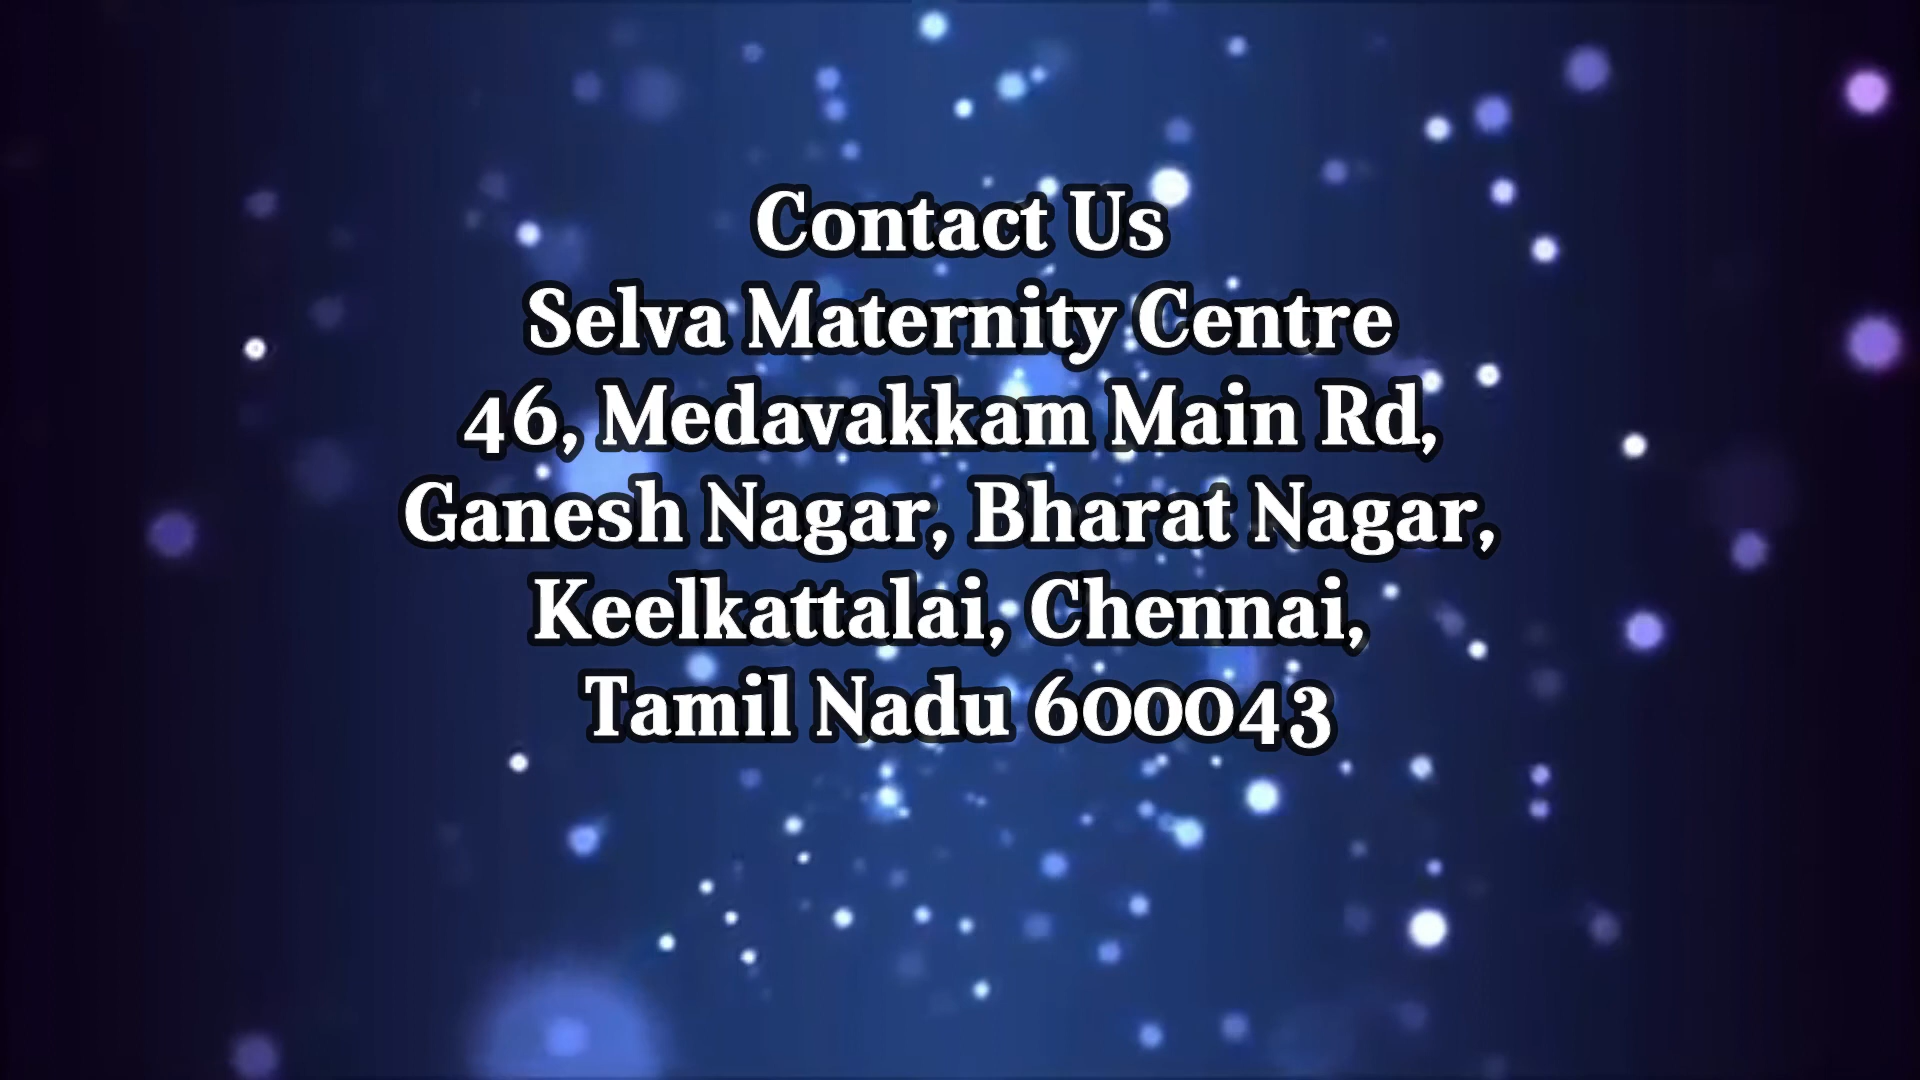 Contact Us
Selva Maternity Centre
46, Medavakkam Main Rd,
Ganesh Nagar, Bharat Nagar,
Keelkattalai, Chennai,
Tamil Nadu 600043